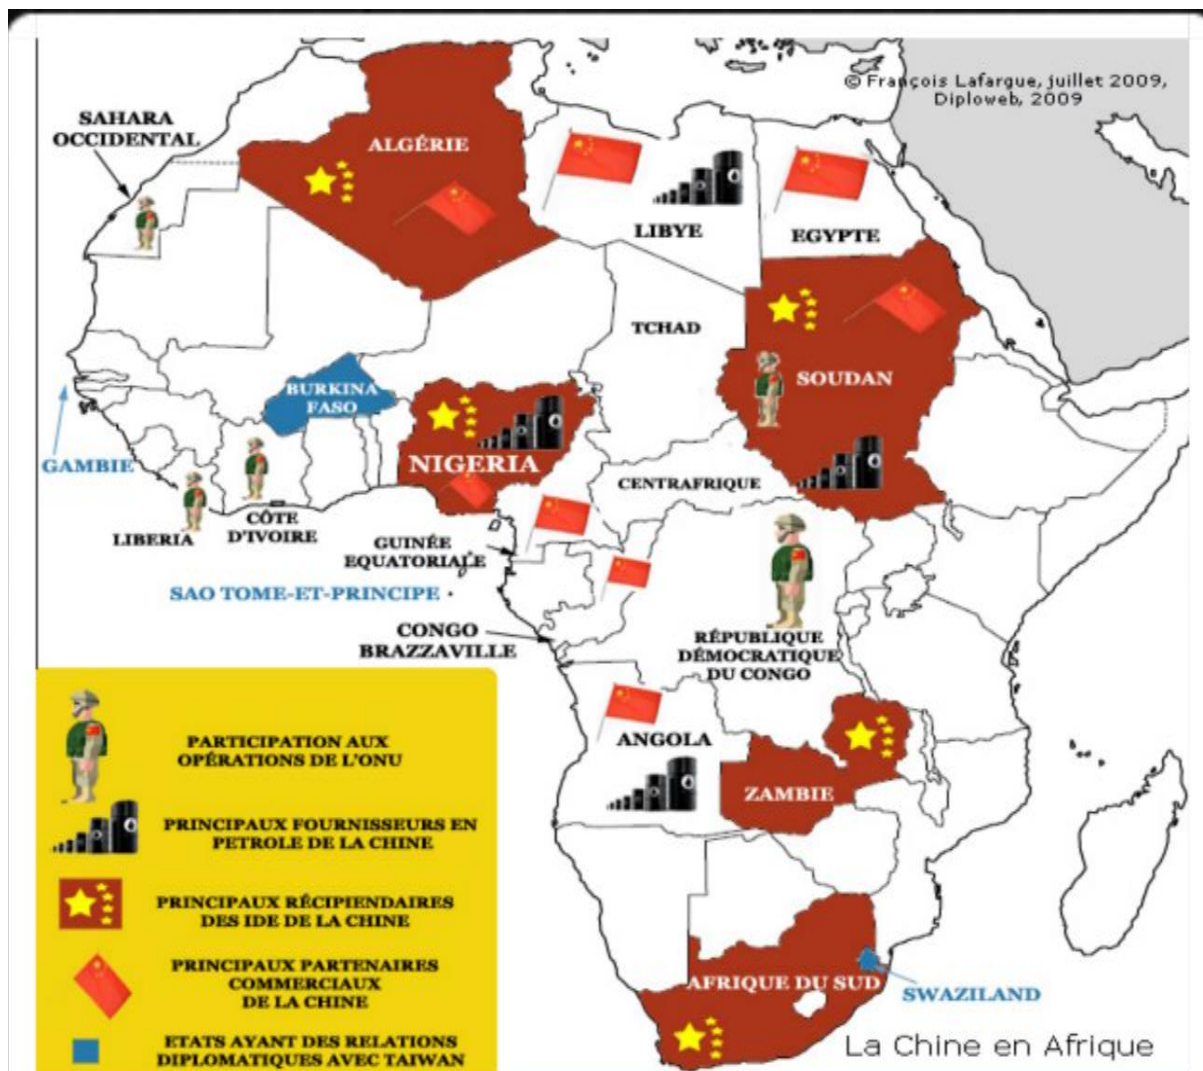 © François Lafargue, juillet 2009,
Diploweb, 2009
SAHARA
OCCIDENTAL
ALGÉRIE
LIBYE
EGYPTE
TCHAD
SOUDAN
BURKINA
FASO
GAMBIE
NIGERIA
CENTRAFRIQUE
LIBERIA
CÔTE
D'IVOIRE
GUINÉE
EQUATORIALE
SAO TOME-ET-PRINCIPE
CONGO
BRAZZAVILLE
RÉPUBLIQUE
DÉMOCRATIQUE
DU CONGO
ANGOLA
ZAMBIE
AFRIQUE DU SUD
SWAZILAND
PARTICIPATION AUX
OPÉRATIONS DE L'ONU
PRINCIPAUX FOURNISSEURS EN
PETROLE DE LA CHINE
PRINCIPAUX RÉCIPIENDAIRES
DES IDE DE LA CHINE
PRINCIPAUX PARTENAIRES
COMMERCIAUX
DE LA CHINE
ETATS AYANT DES RELATIONS
DIPLOMATIQUES AVEC TAIWAN
La Chine en Afrique